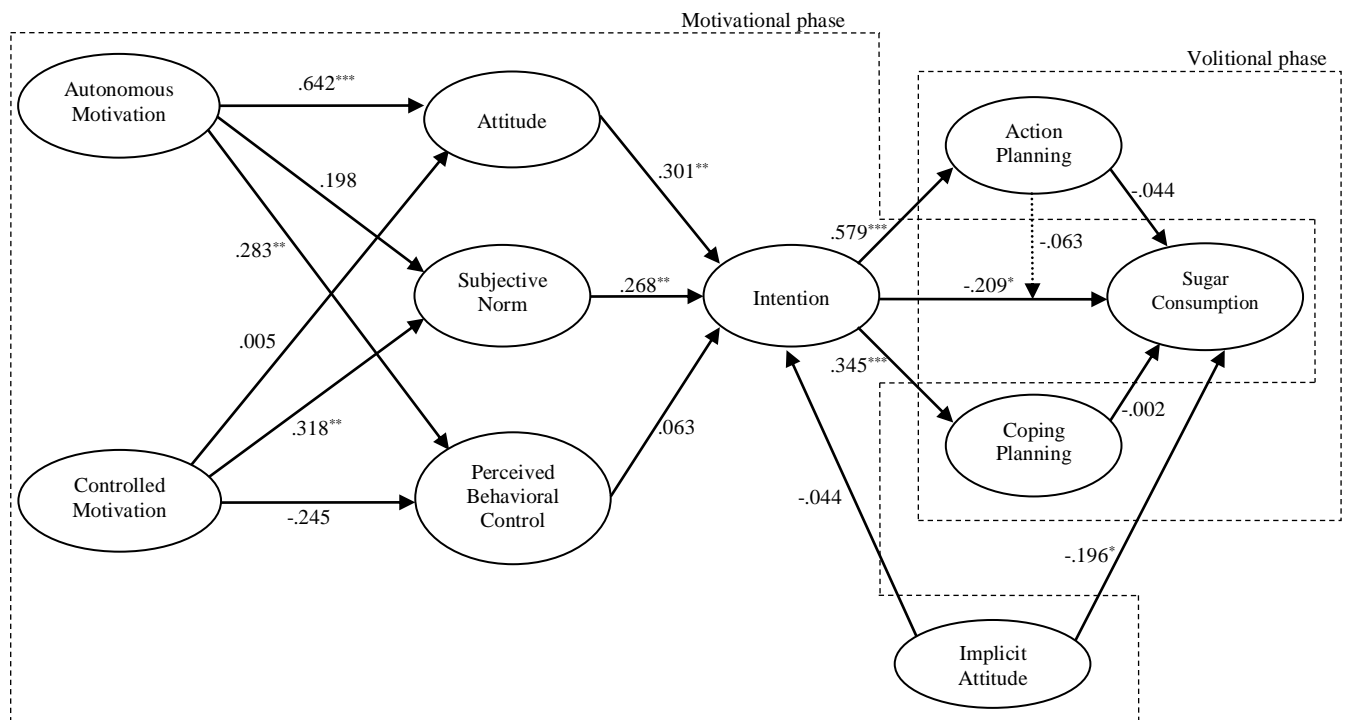 Motivational phase
Volitional phase
Autonomous
Motivation
.642***
Attitude
Action
Planning
.301**
.198
-.044
.579***
-.063
.283**
Subjective
Norm
.268**
Intention
-.209*
Sugar
Consumption
.005
.345***
-.002
.318**
.063
Coping
Planning
Controlled
Motivation
-.245
Perceived
Behavioral
Control
-.044
-.196*
Implicit
Attitude